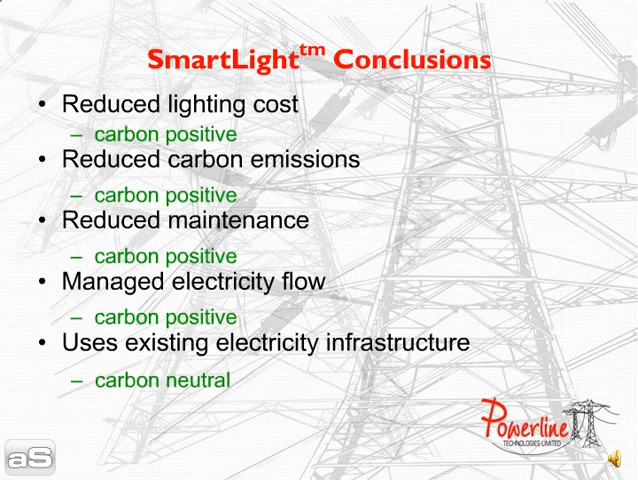 SmartLight™ Conclusions
• Reduced lighting cost
– carbon positive
• Reduced carbon emissions
– carbon positive
• Reduced maintenance
– carbon positive
• Managed electricity flow
– carbon positive
• Uses existing electricity infrastructure
– carbon neutral
Powerline
TECHNOLOGIES LIMITED
aS